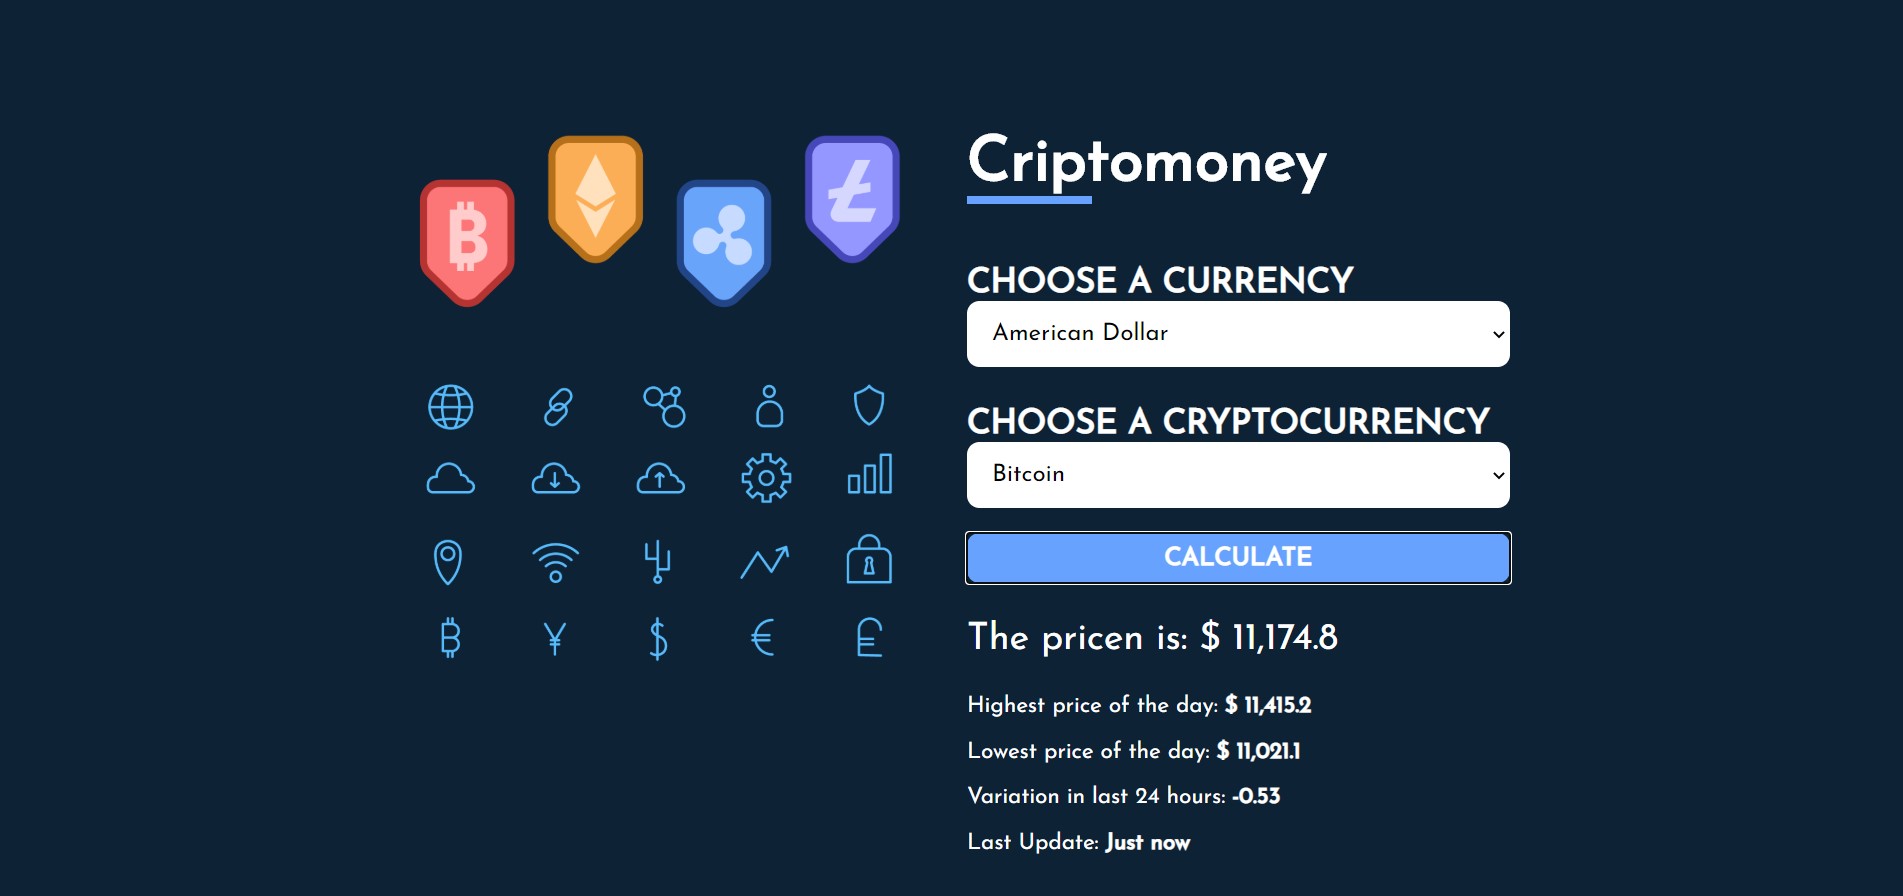 Criptomoney
CHOOSE A CURRENCY
American Dollar
CHOOSE A CRYPTOCURRENCY
Bitcoin
CALCULATE
The pricen is: $ 11,174.8
Highest price of the day: $ 11,415.2
Lowest price of the day: $ 11,021.1
Variation in last 24 hours: -0.53
Last Update: Just now